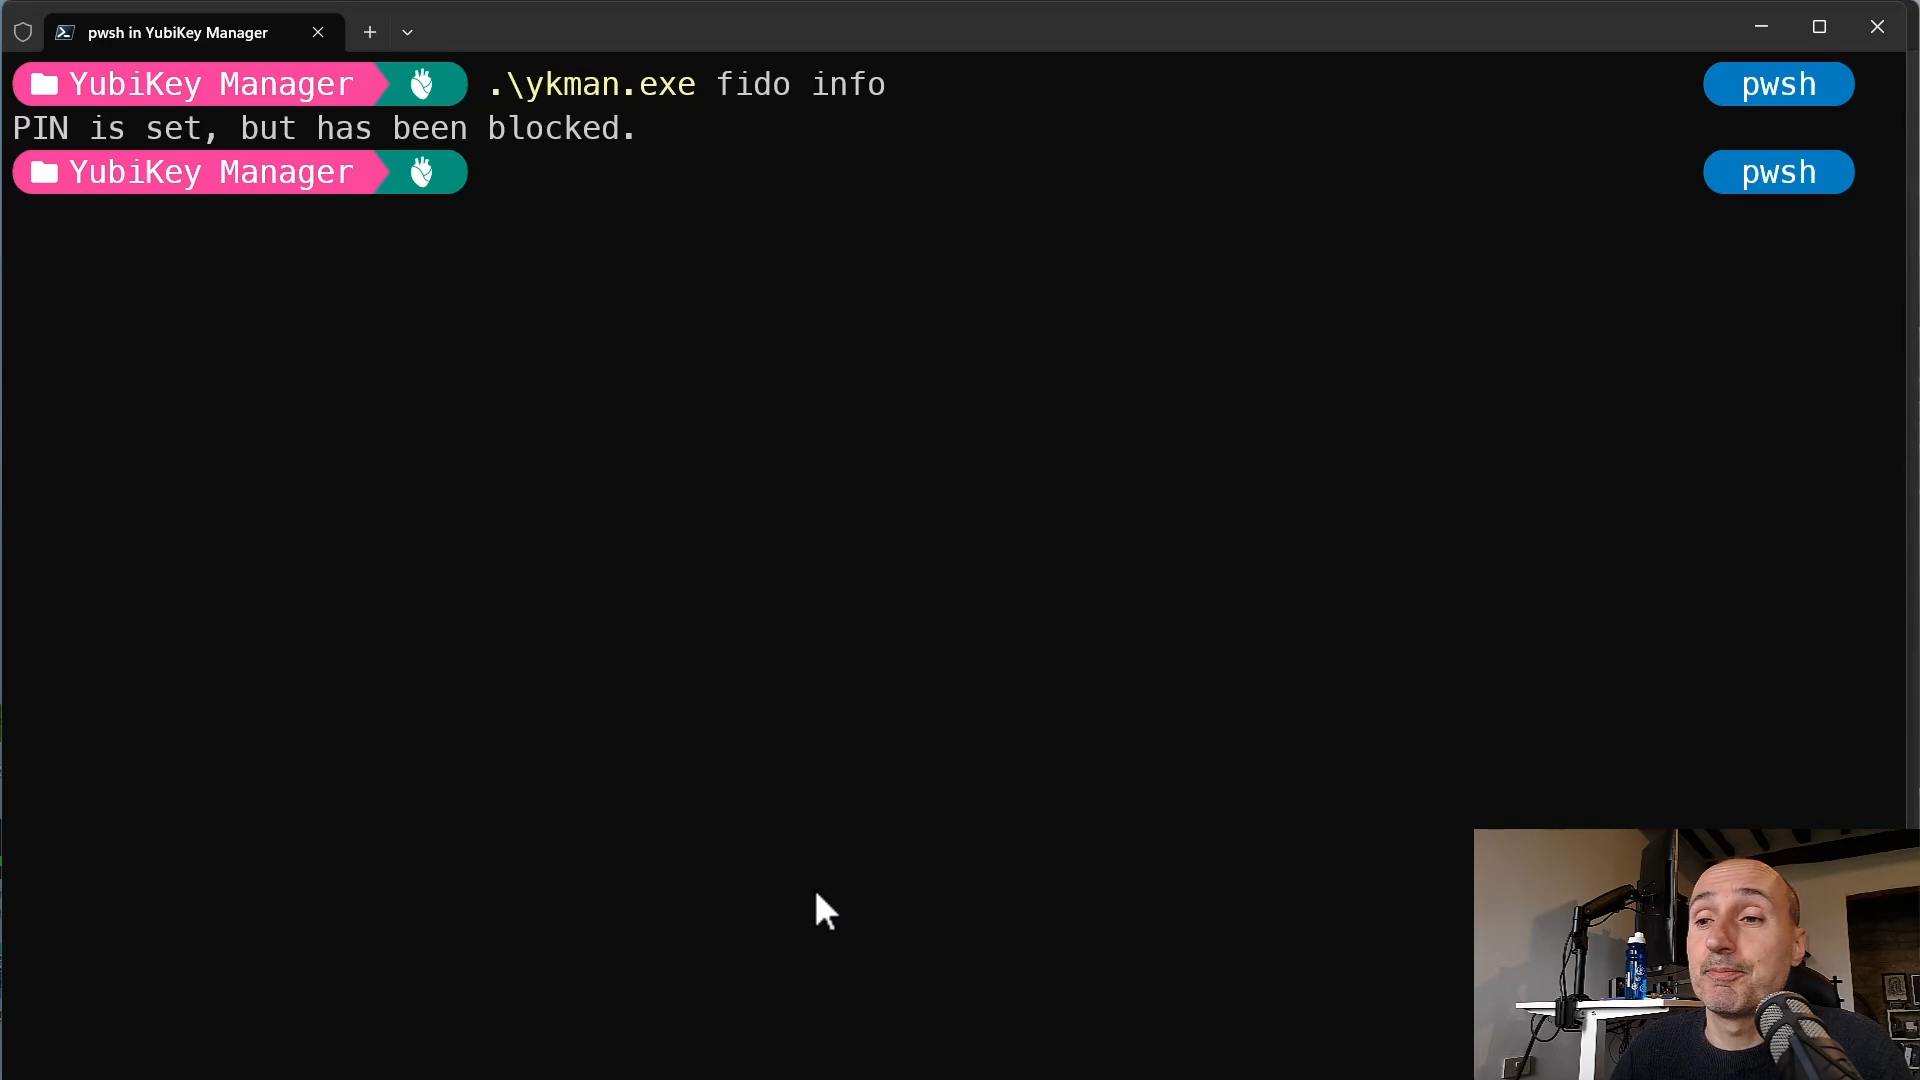 pwsh in YubiKey Manager
YubiKey Manager .\ykman.exe fido info pwsh
PIN is set, but has been blocked.
YubiKey Manager pwsh